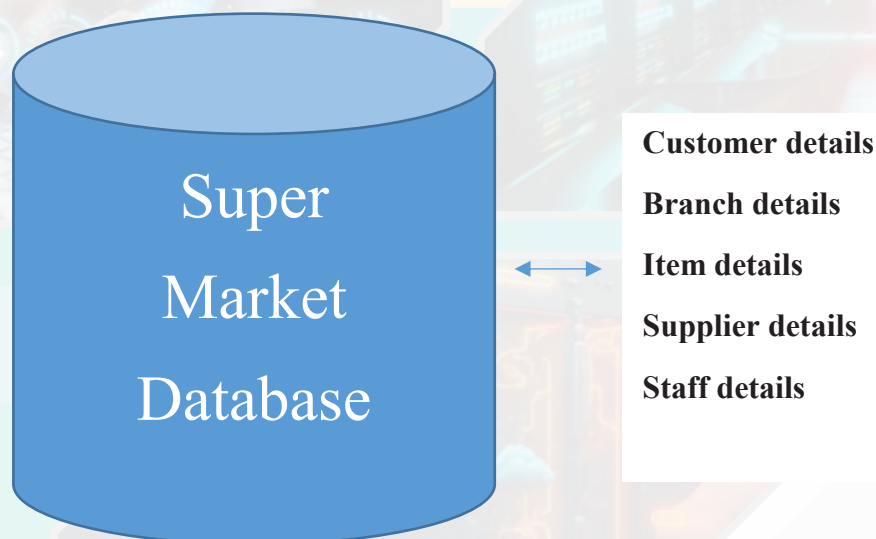 Super
Market
Database
Customer details
Branch details
Item details
Supplier details
Staff details